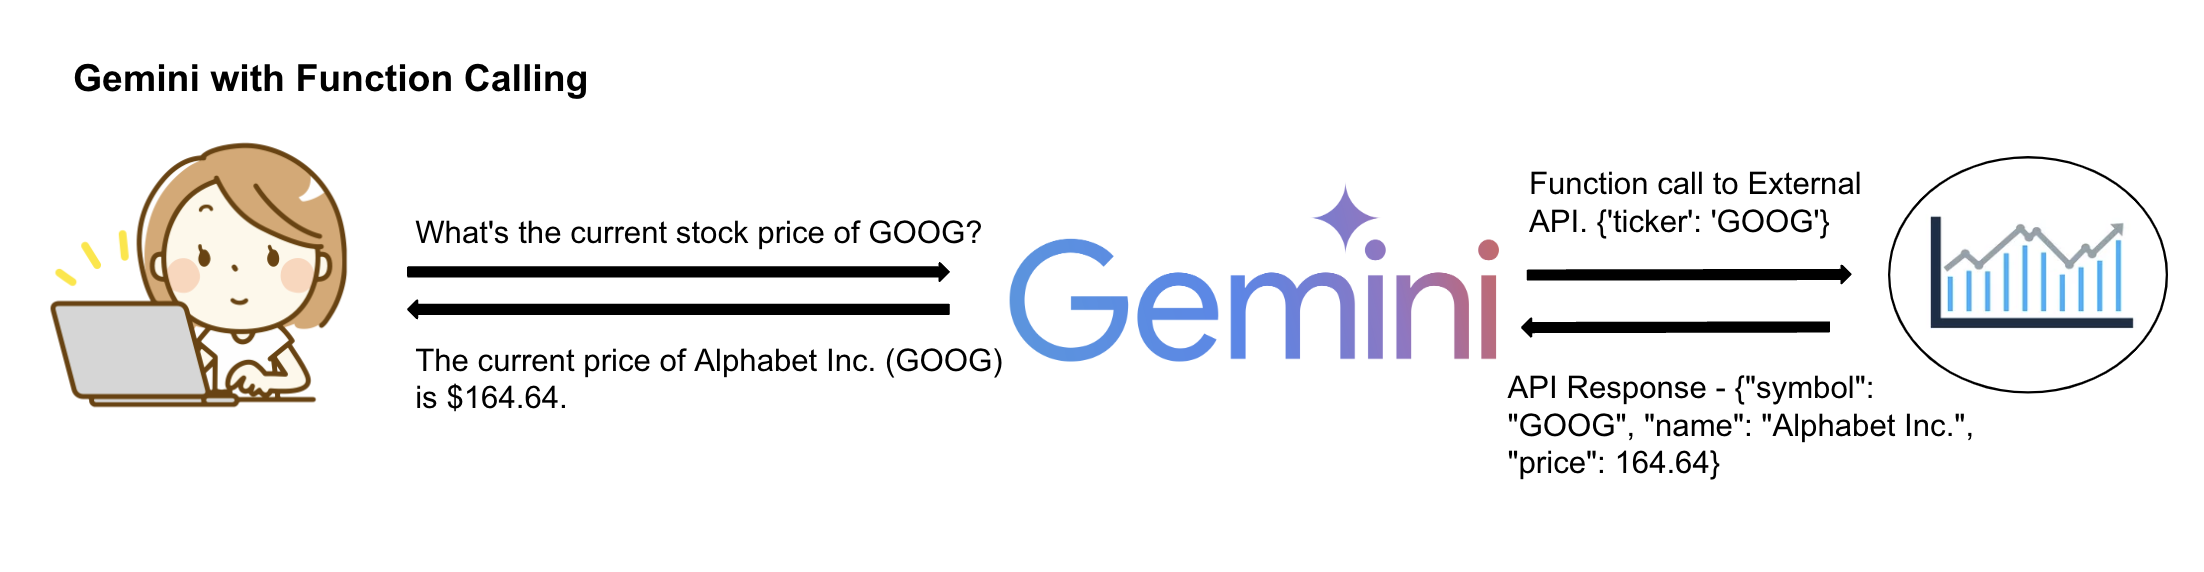 Gemini with Function Calling
What's the current stock price of GOOG?
The current price of Alphabet Inc. (GOOG)
is $164.64.
Gemini
Function call to External
API. {'ticker': 'GOOG'}
API Response - {"symbol":
"GOOG", "name": "Alphabet Inc.",
"price": 164.64}